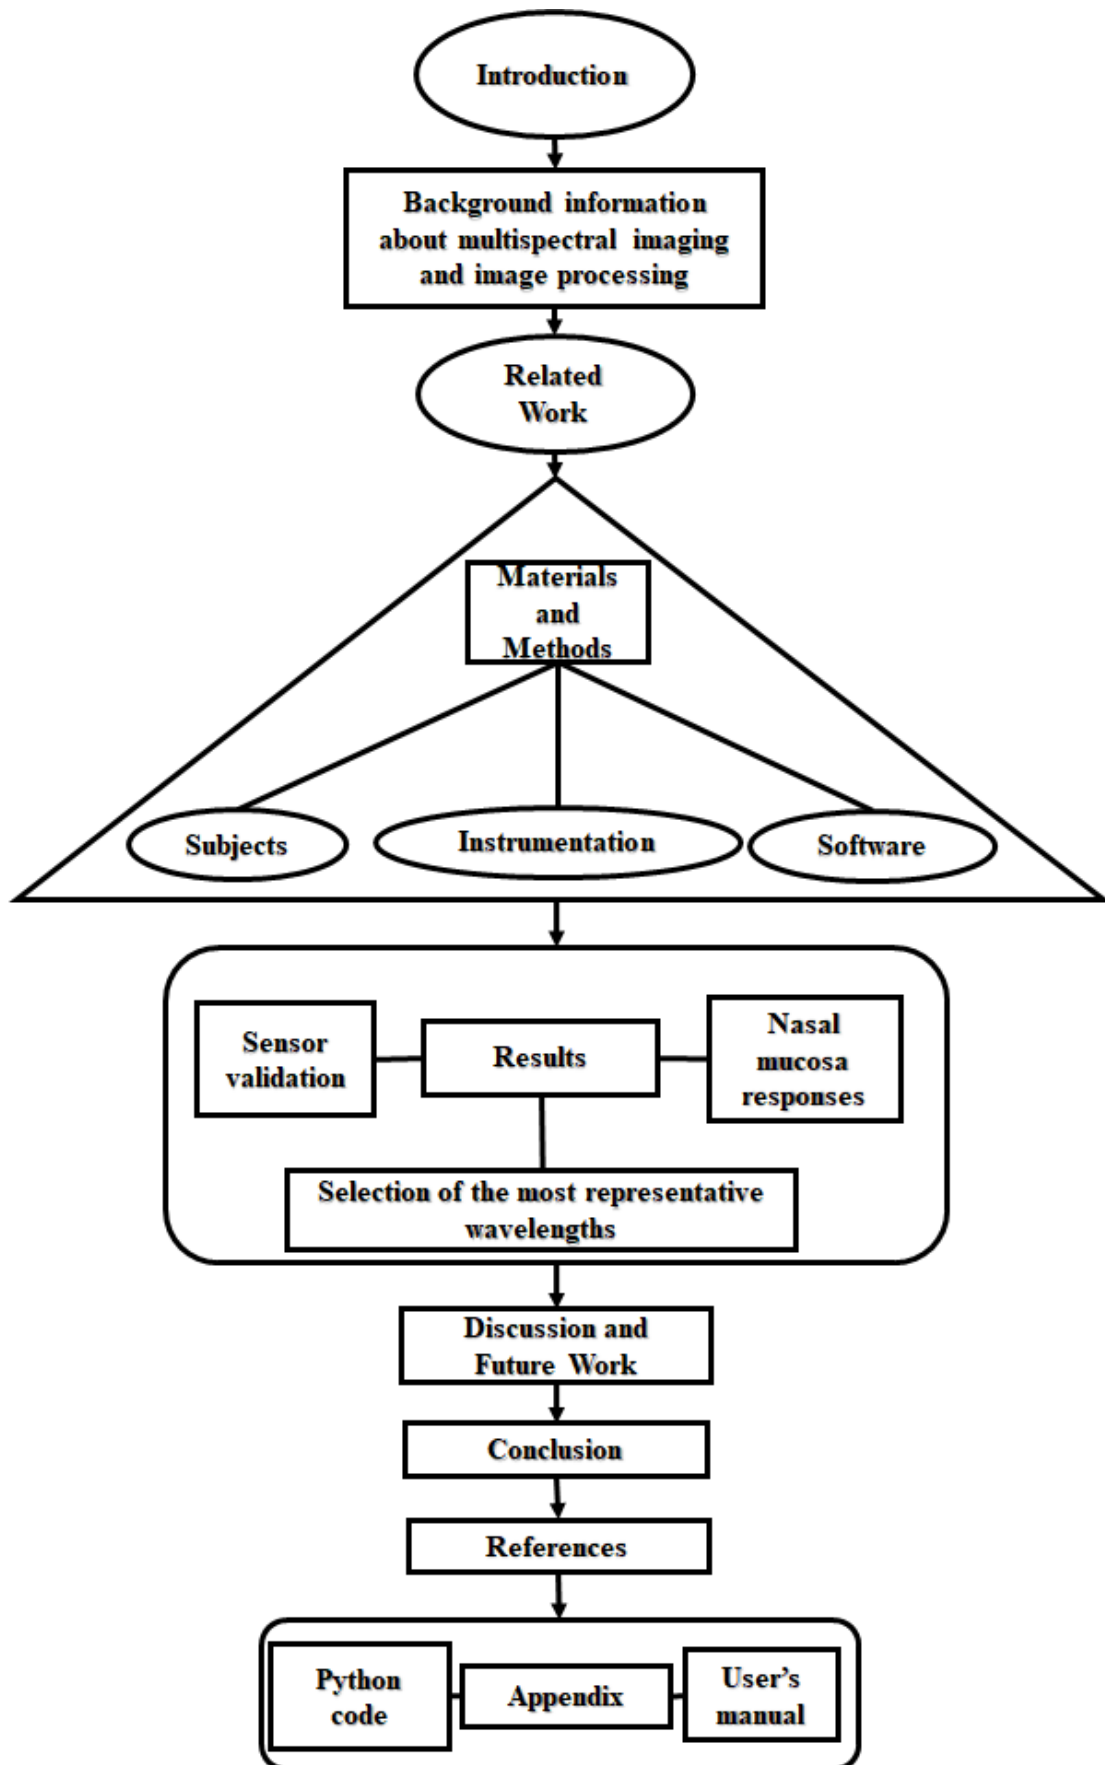 Introduction
Background information
about multispectral imaging
and image processing
Related
Work
Materials
and
Methods
Subjects
Instrumentation
Software
Sensor
validation
Results
Nasal
mucosa
responses
Selection of the most representative
wavelengths
Discussion and
Future Work
Conclusion
References
Python
code
Appendix
User’s
manual